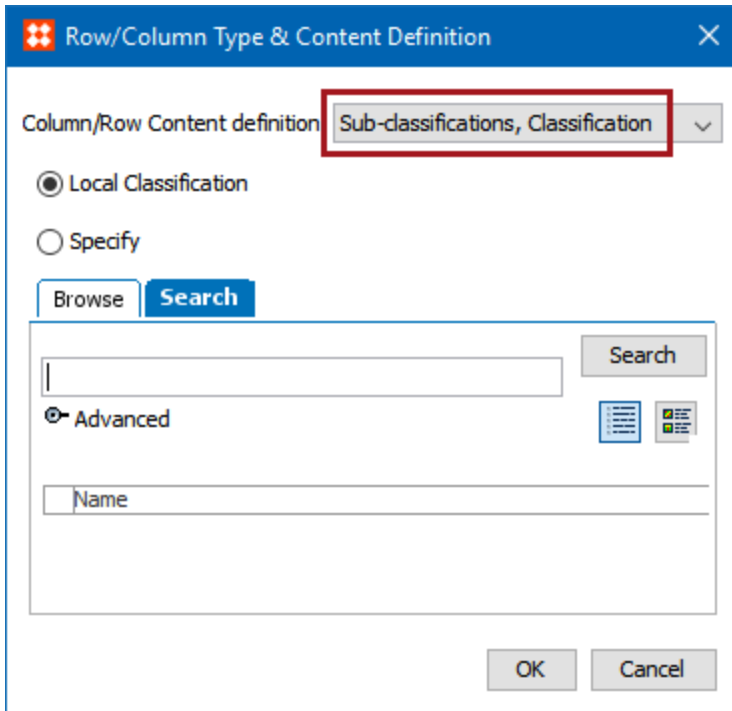 Row/Column Type & Content Definition
Column/Row Content definition Sub-classifications, Classification
Local Classification
Specify
Browse Search
Search
Advanced
Name
OK Cancel